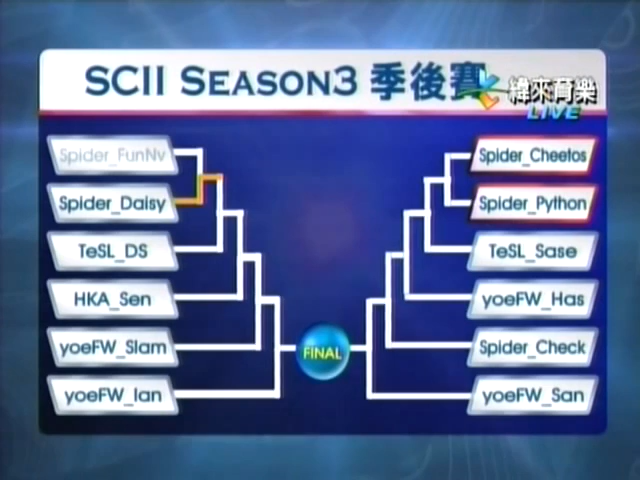 SCII SEASON3 季後賽
緯來育樂
LIVE
Spider_FunNv
Spider_Daisy
TeSL_DS
HKA_Sen
yoeFW_Slam
yoeFW_Ian
FINAL
Spider_Cheetos
Spider_Python
TeSL_Sase
yoeFW_Has
Spider_Check
yoeFW_San